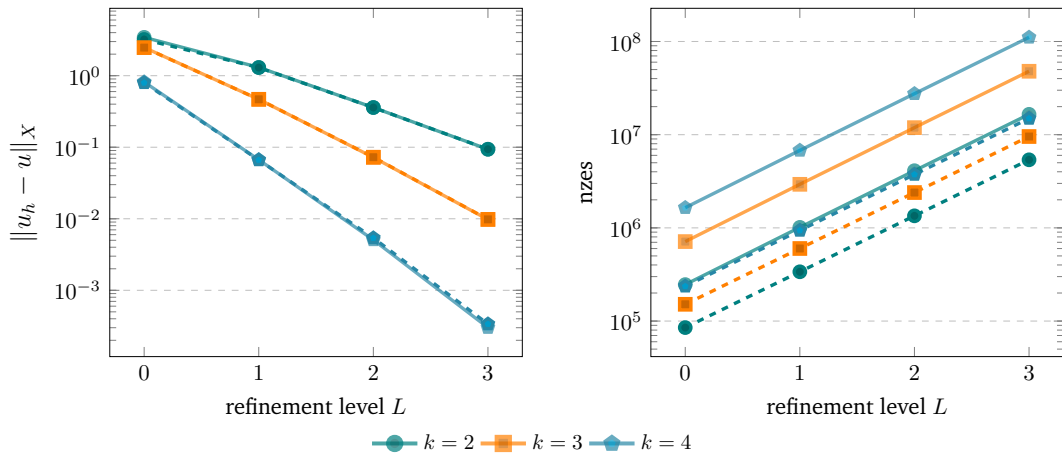 ‖u_h − u‖_X
10^0
10^−1
10^−2
10^−3
0 1 2 3
refinement level L
nzes
10^8
10^7
10^6
10^5
0 1 2 3
refinement level L
k = 2 k = 3 k = 4